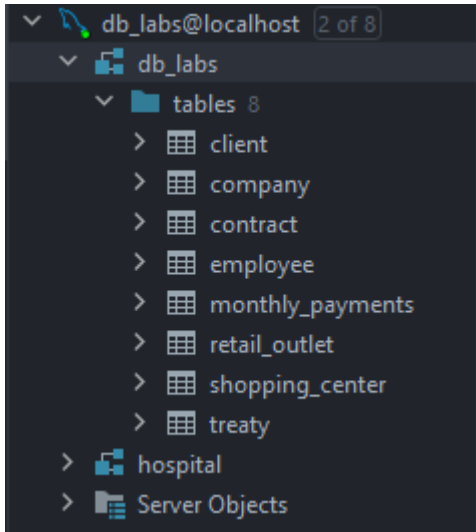 db_labs@localhost 2 of 8
db_labs
tables 8
client
company
contract
employee
monthly_payments
retail_outlet
shopping_center
treaty
hospital
Server Objects